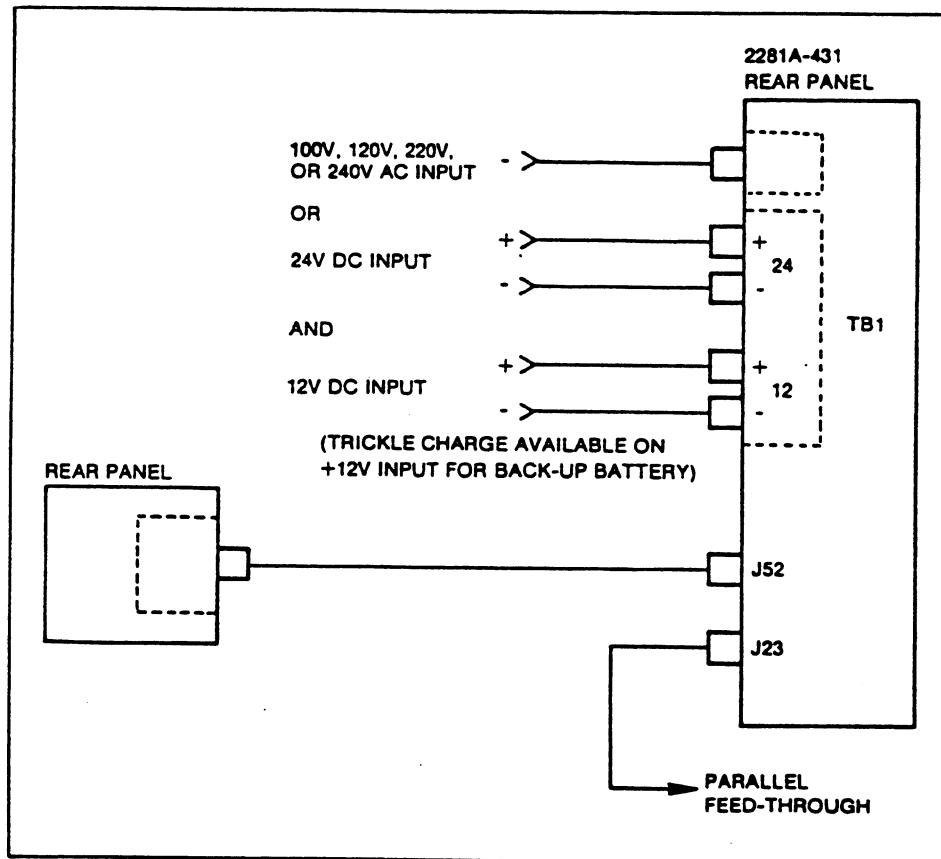 2281A-431
REAR PANEL
100V, 120V, 220V,
OR 240V AC INPUT
-
OR
24V DC INPUT
+
-
+
24
-
TB1
AND
12V DC INPUT
+
-
+
12
-
(TRICKLE CHARGE AVAILABLE ON
+12V INPUT FOR BACK-UP BATTERY)
REAR PANEL
J52
J23
PARALLEL
FEED-THROUGH